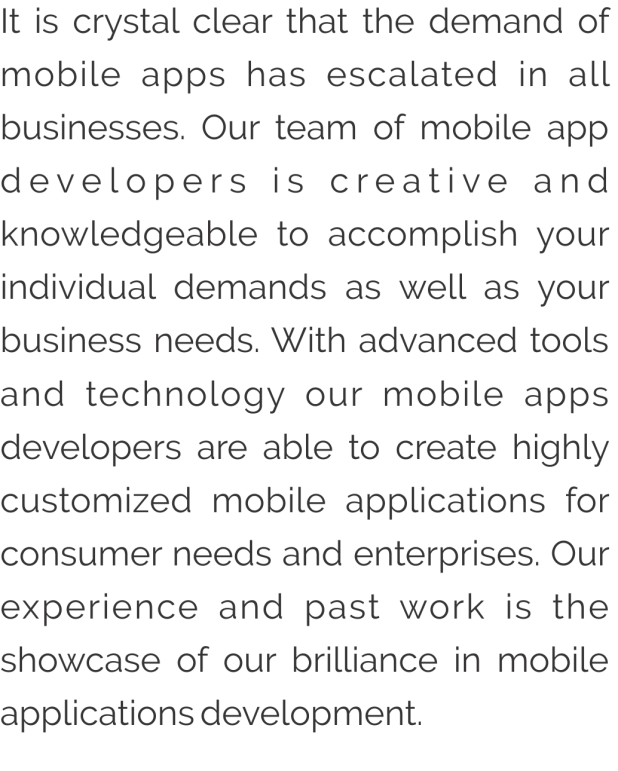 It is crystal clear that the demand of
mobile apps has escalated in all
businesses. Our team of mobile app
developers is creative and
knowledgeable to accomplish your
individual demands as well as your
business needs. With advanced tools
and technology our mobile apps
developers are able to create highly
customized mobile applications for
consumer needs and enterprises. Our
experience and past work is the
showcase of our brilliance in mobile
applications development.